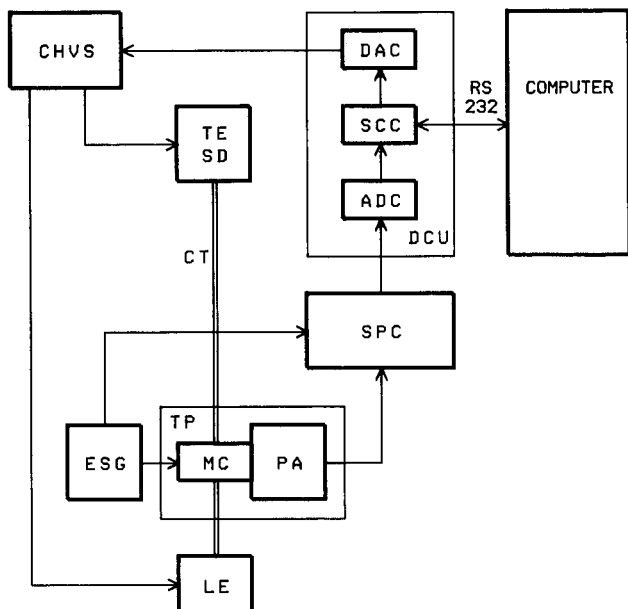 CHVS
DAC
RS
232
COMPUTER
SCC
TE
SD
ADC
DCU
CT
SPC
TP
ESG
MC
PA
LE